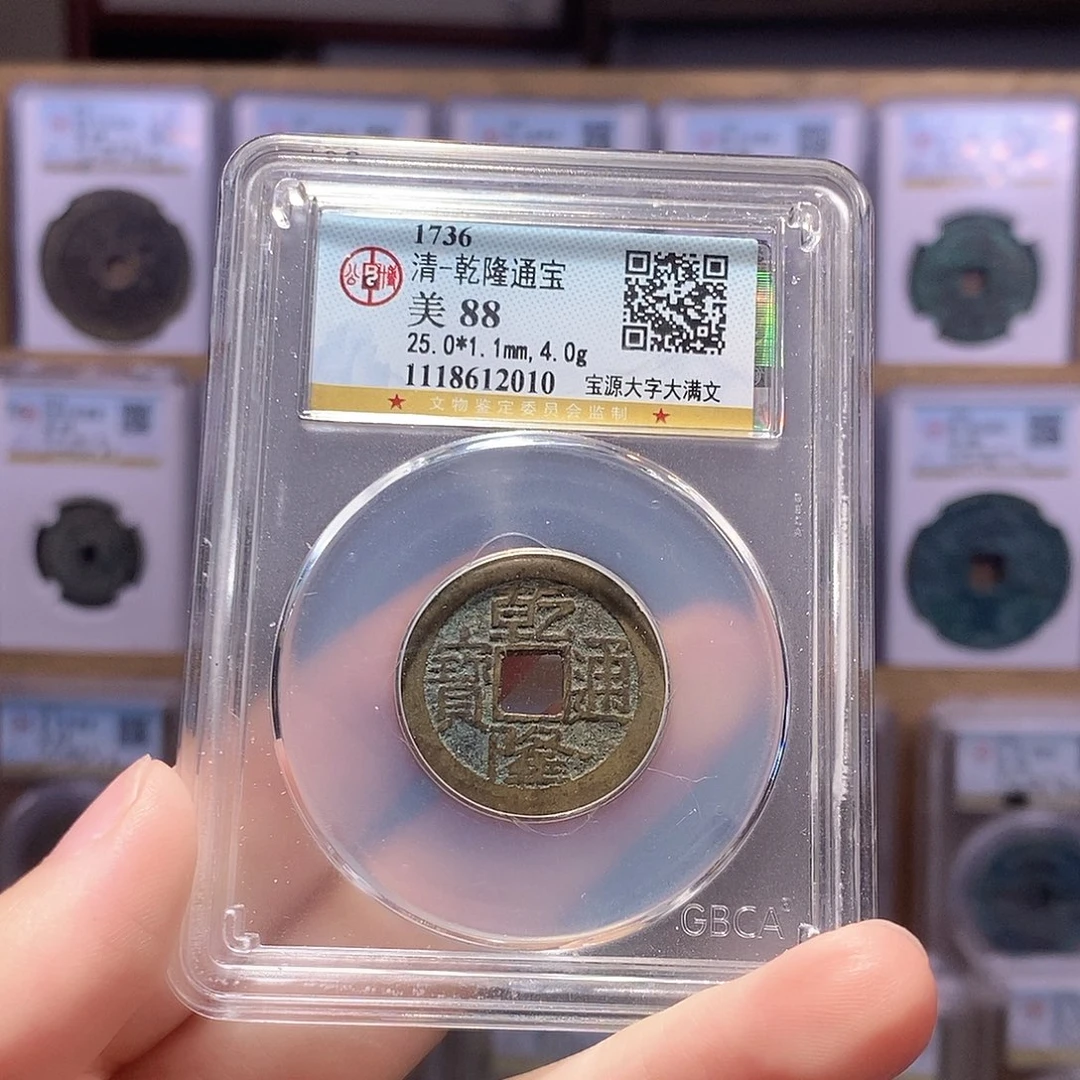 1736
清-乾隆通宝
美 88
25.0*1.1mm,4.0g
1118612010 宝源大字大满文
★ 文物鉴定委员会监制 ★
乾隆通寶
GBCA